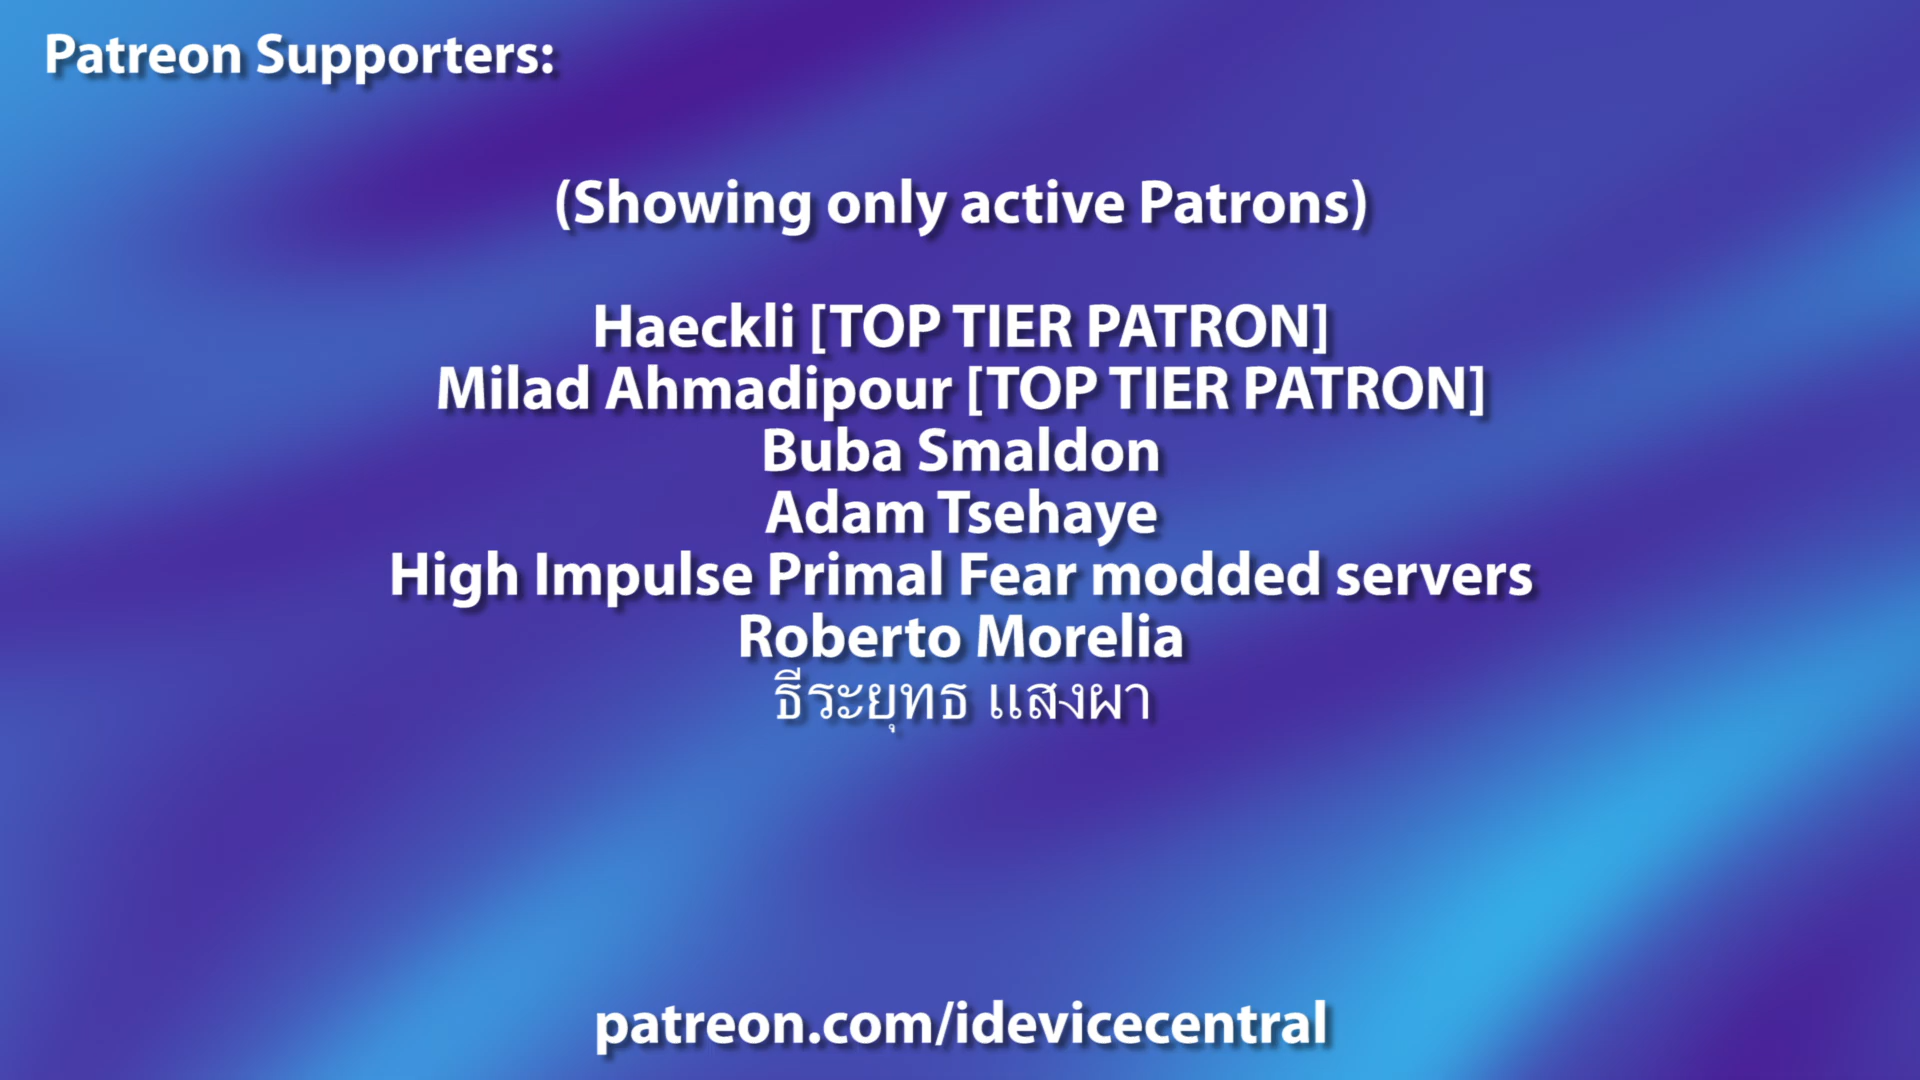 Patreon Supporters:
(Showing only active Patrons)
Haeckli [TOP TIER PATRON]
Milad Ahmadipour [TOP TIER PATRON]
Buba Smaldon
Adam Tsehaye
High Impulse Primal Fear modded servers
Roberto Morelia
ธีระยุทธ แสงผา
patreon.com/idevicecentral